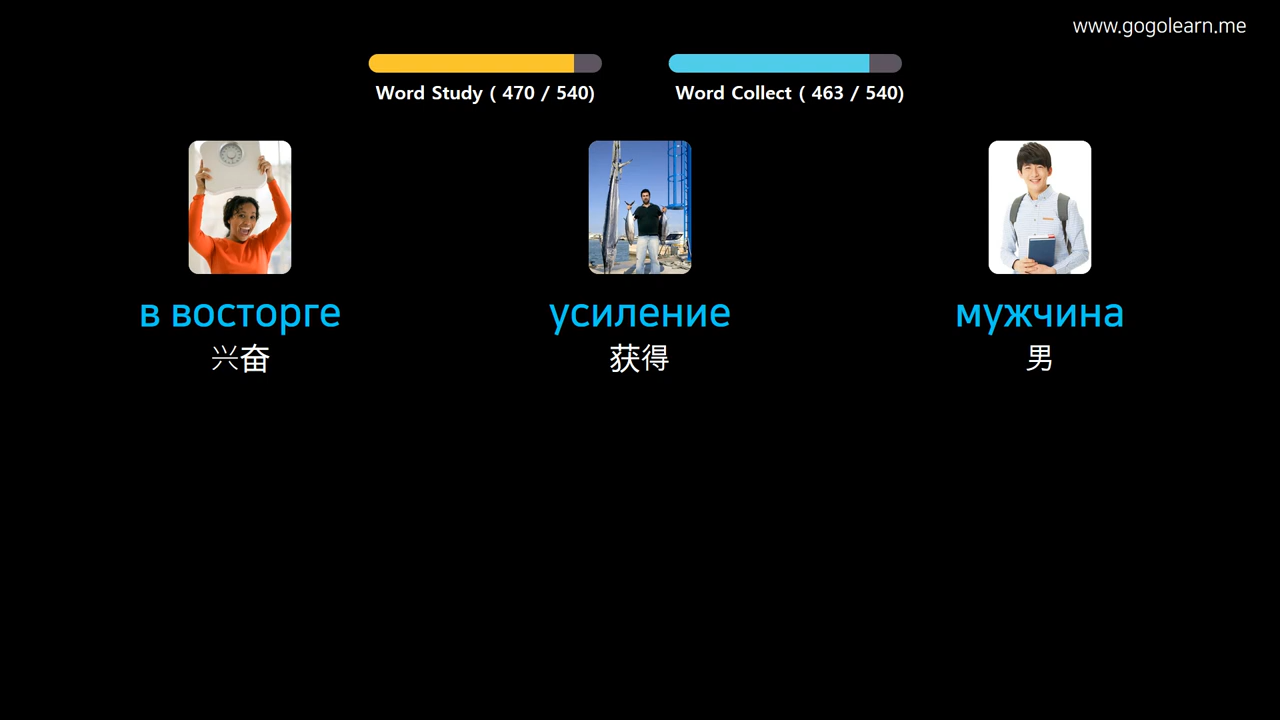 www.gogolearn.me
Word Study ( 470 / 540)
Word Collect ( 463 / 540)
в восторге
усиление
мужчина
兴奋
获得
男